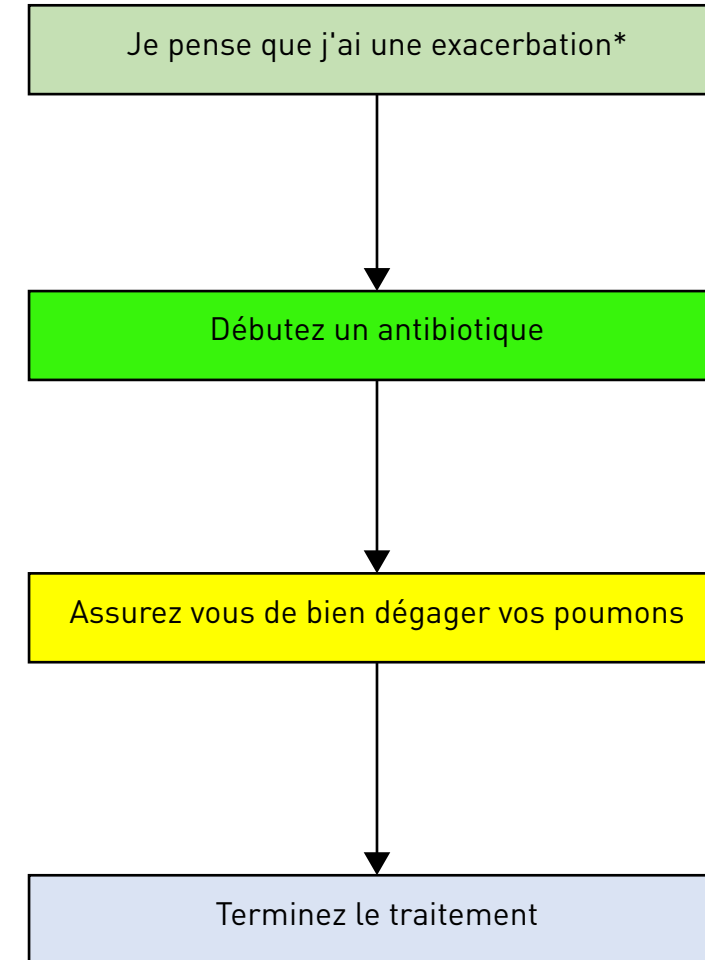 Je pense que j'ai une exacerbation*
Débutez un antibiotique
Assurez vous de bien dégager vos poumons
Terminez le traitement